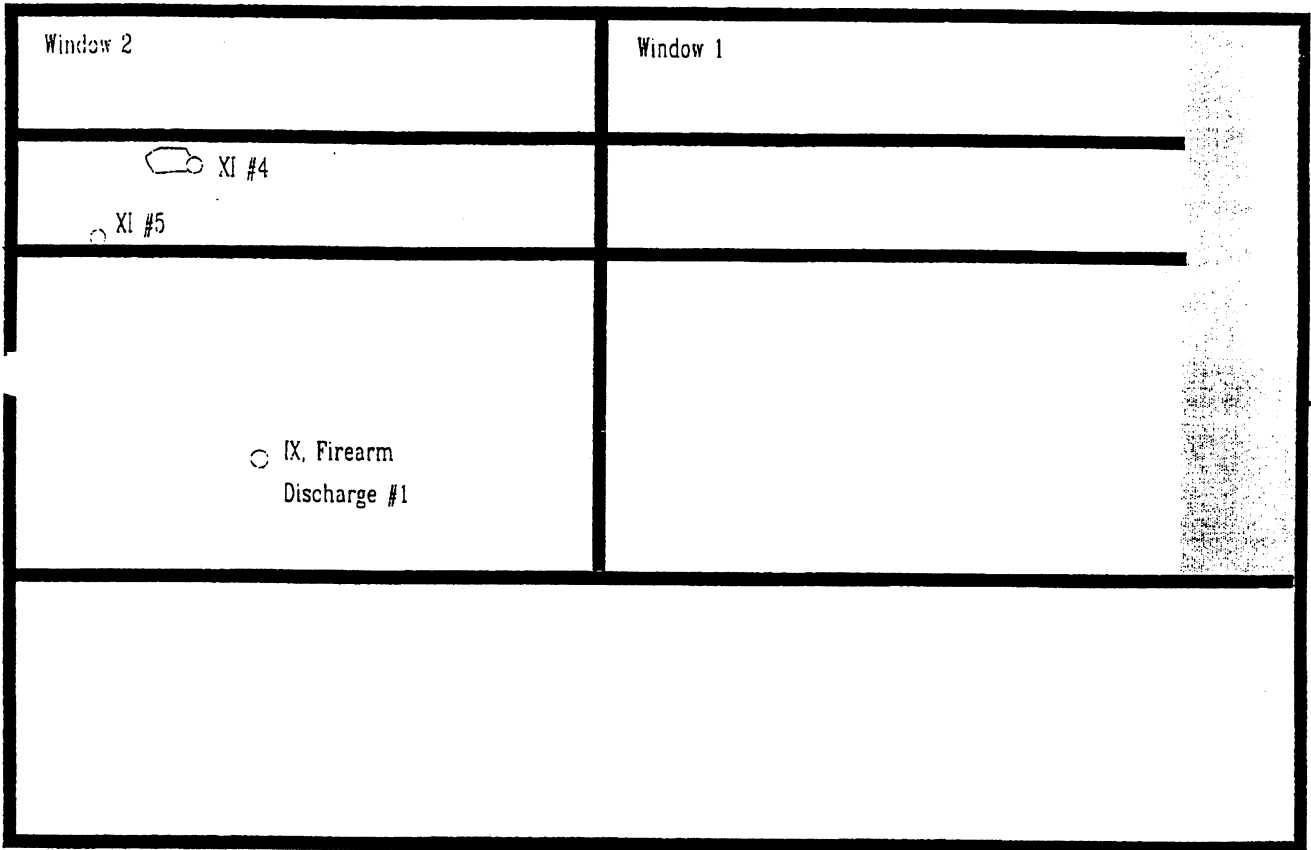 Window 2
Window 1
XI #4
XI #5
IX, Firearm
Discharge #1